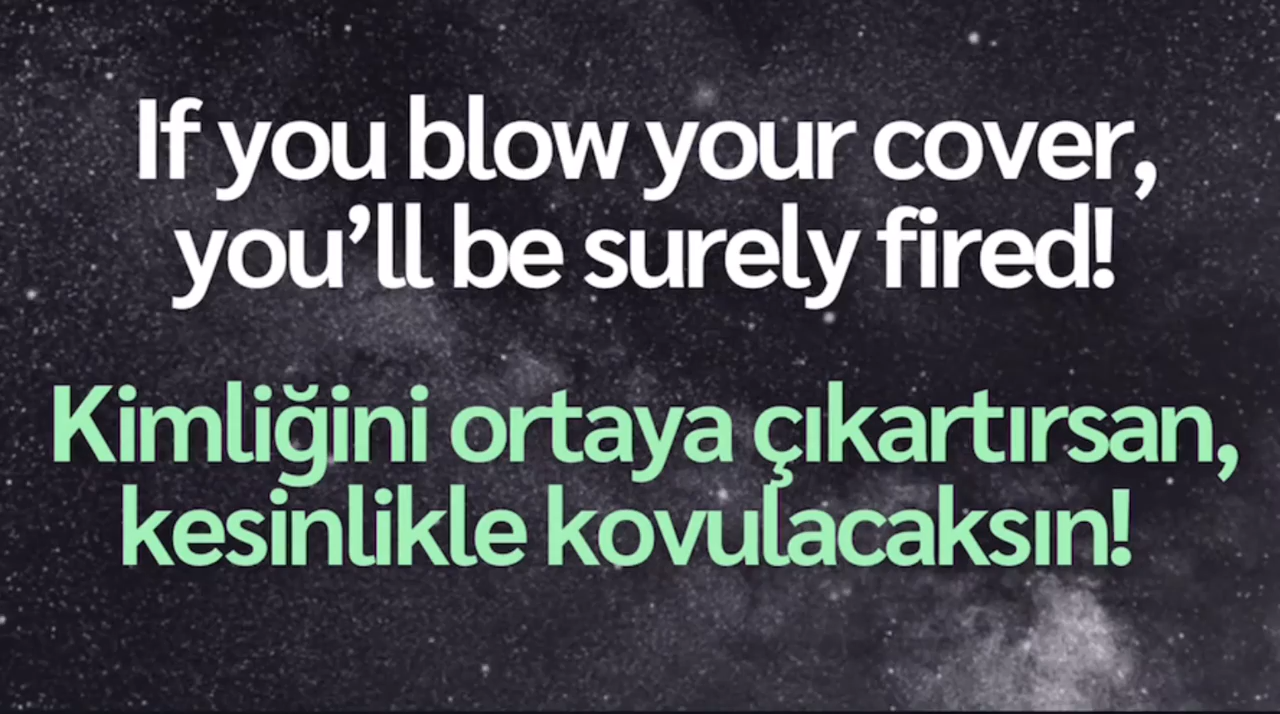 If you blow your cover,
you’ll be surely fired!
Kimliğini ortaya çıkartırsan,
kesinlikle kovulacaksın!